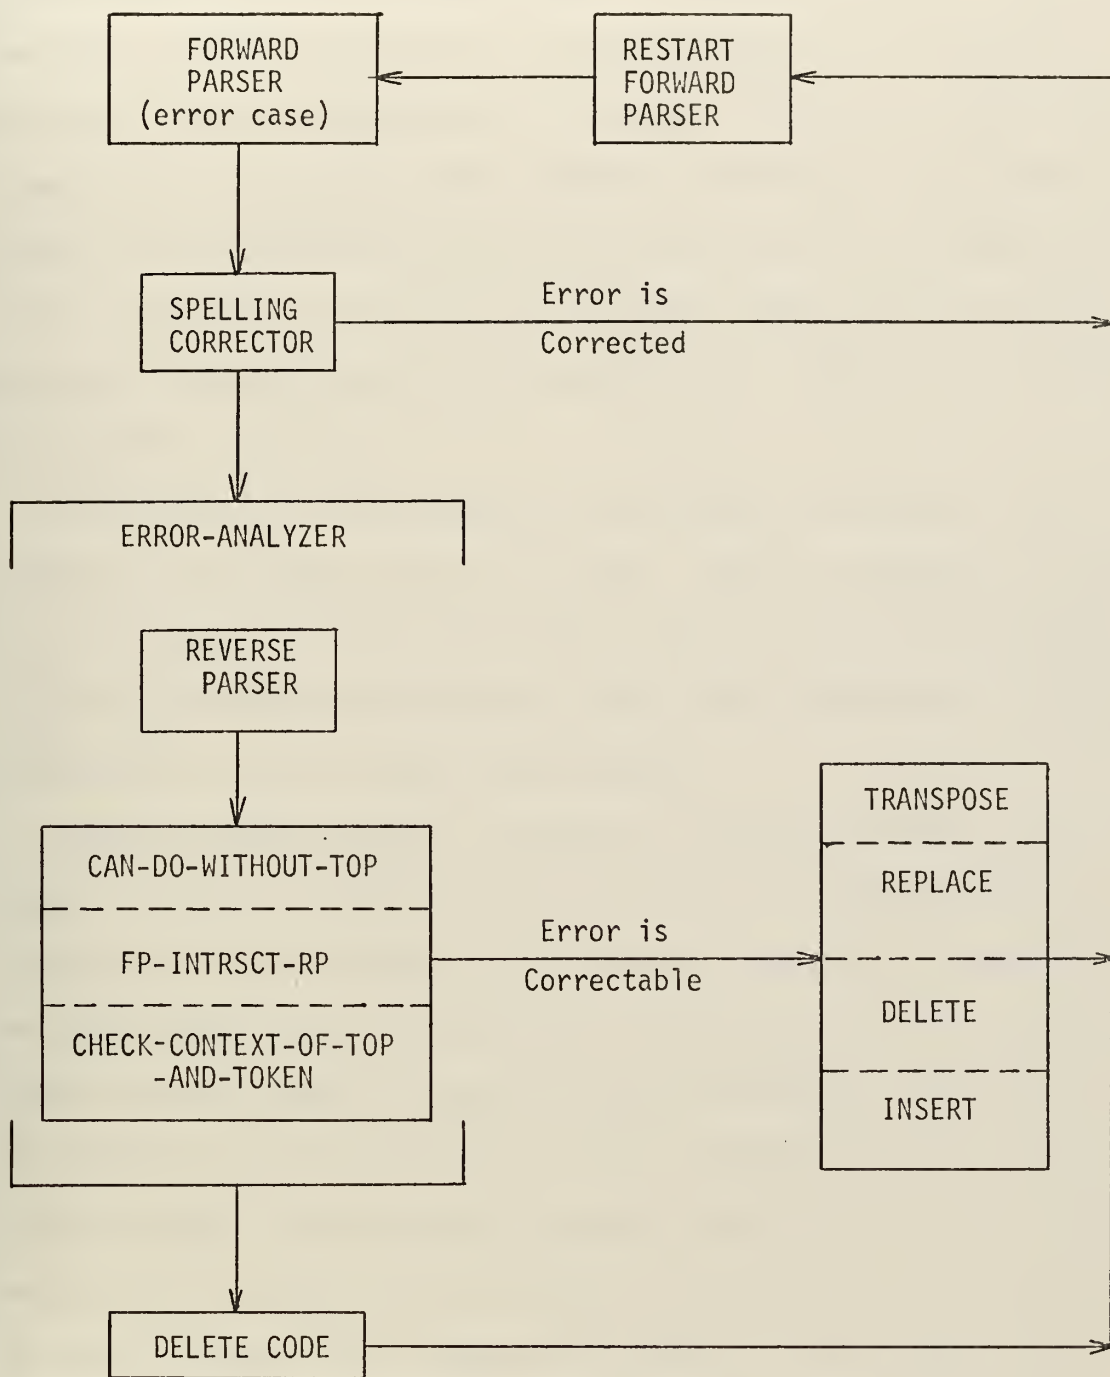 FORWARD
PARSER
(error case)
RESTART
FORWARD
PARSER
SPELLING
CORRECTOR
Error is
Corrected
ERROR-ANALYZER
REVERSE
PARSER
CAN-DO-WITHOUT-TOP
FP-INTRSCT-RP
CHECK-CONTEXT-OF-TOP
-AND-TOKEN
Error is
Correctable
TRANSPOSE
REPLACE
DELETE
INSERT
DELETE CODE